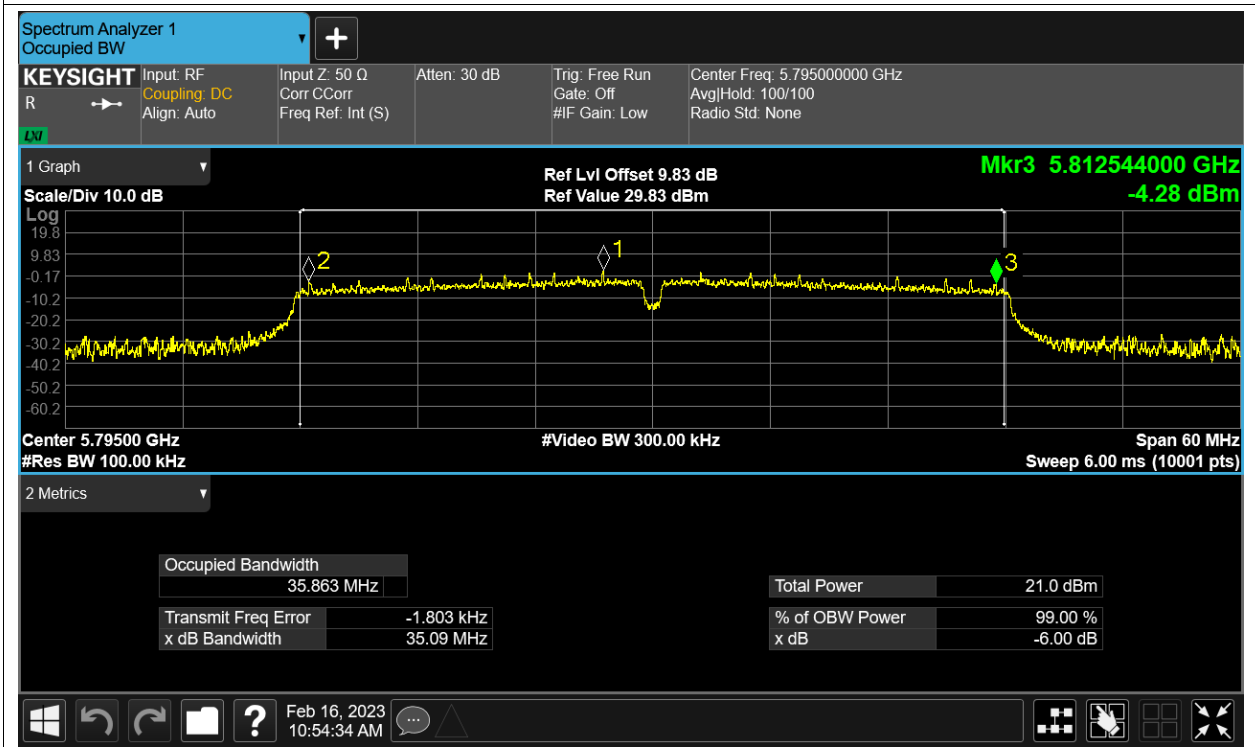 Spectrum Analyzer 1
Occupied BW
KEYSIGHT
R
LXI
Input: RF
Coupling: DC
Align: Auto
Input Z: 50 Ω
Corr CCorr
Freq Ref: Int (S)
Atten: 30 dB
Trig: Free Run
Gate: Off
#IF Gain: Low
Center Freq: 5.795000000 GHz
Avg|Hold: 100/100
Radio Std: None
1 Graph
Scale/Div 10.0 dB
Ref Lvl Offset 9.83 dB
Ref Value 29.83 dBm
Mkr3 5.812544000 GHz
-4.28 dBm
Log
19.8
9.83
-0.17
-10.2
-20.2
-30.2
-40.2
-50.2
-60.2
2
1
3
Center 5.79500 GHz
#Video BW 300.00 kHz
Span 60 MHz
#Res BW 100.00 kHz
Sweep 6.00 ms (10001 pts)
2 Metrics
Occupied Bandwidth
35.863 MHz
Total Power 21.0 dBm
Transmit Freq Error -1.803 kHz
% of OBW Power 99.00 %
x dB Bandwidth 35.09 MHz
x dB -6.00 dB
?
Feb 16, 2023
10:54:34 AM